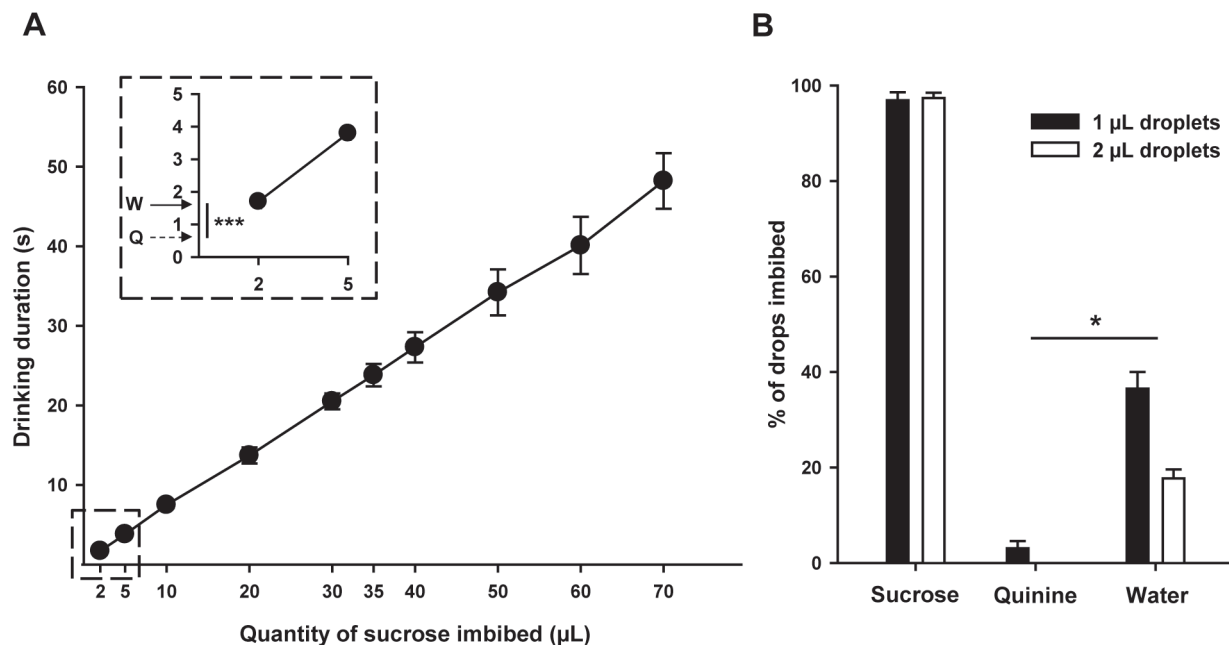 A
60
50
40
30
20
10
Drinking duration (s)
5
4
3
2
1
0
W
Q
***
2 5
2 5 10 20 30 35 40 50 60 70
Quantity of sucrose imbibed (µL)
B
100
80
60
40
20
0
% of drops imbibed
1 µL droplets
2 µL droplets
*
Sucrose Quinine Water